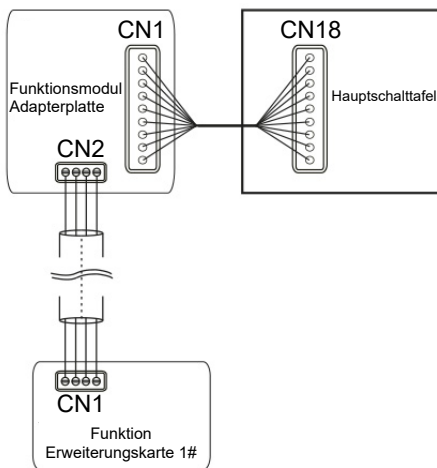 CN1
CN18
Funktionsmodul
Adapterplatte
Hauptschalttafel
CN2
CN1
Funktion
Erweiterungskarte 1#